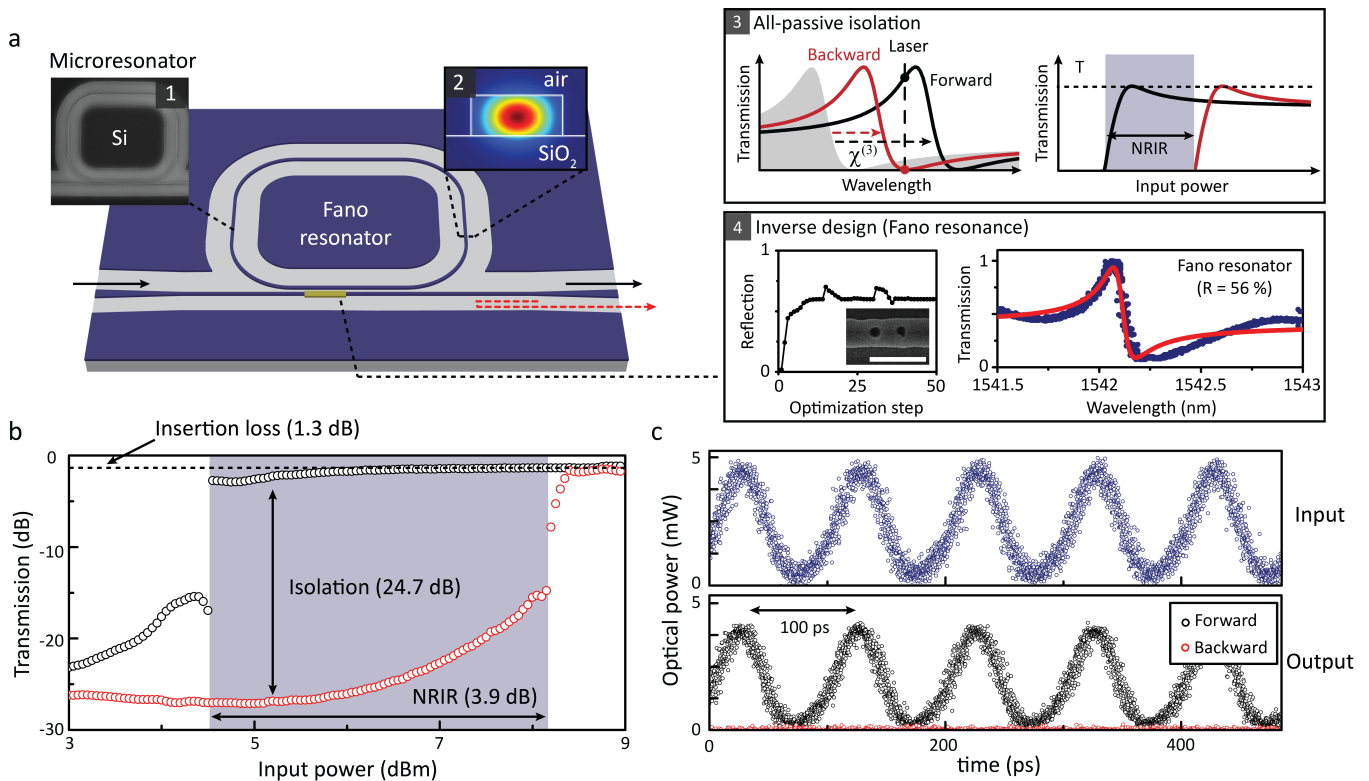 a
Microresonator
1
Si
2
air
SiO2
Fano
resonator
3 All-passive isolation
Transmission
Backward
Laser
Forward
χ(3)
Wavelength
Transmission
T
NRIR
Input power
4 Inverse design (Fano resonance)
Reflection
1
0
0 25 50
Optimization step
Transmission
1
0
Fano resonator
(R = 56 %)
1541.5 1542 1542.5 1543
Wavelength (nm)
b
Insertion loss (1.3 dB)
Transmission (dB)
0
-10
-20
-30
Isolation (24.7 dB)
NRIR (3.9 dB)
3 5 7 9
Input power (dBm)
c
Optical power (mW)
5
0
Input
5
0
100 ps
Forward
Backward
Output
0 200 400
time (ps)